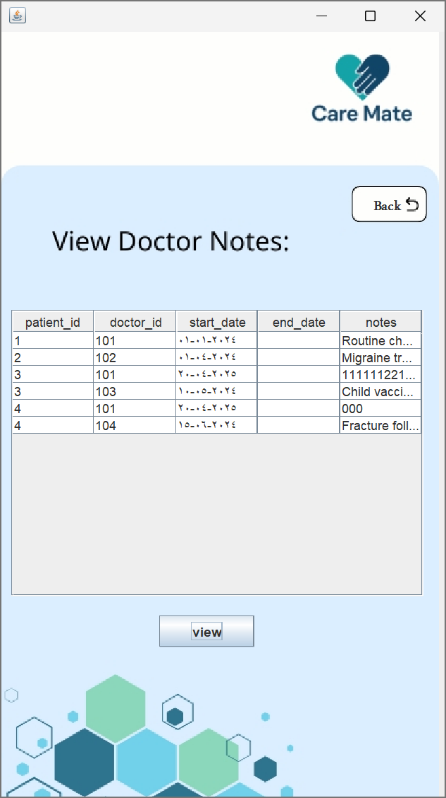 Care Mate
Back
View Doctor Notes:
patient_id doctor_id start_date end_date notes
1 101 ٠١-٠١-٢٠٢٤ Routine ch...
2 102 ٠١-٠٤-٢٠٢٤ Migraine tr...
3 101 ٢٠-٠٤-٢٠٢٥ 111111221...
3 103 ١٠-٠٥-٢٠٢٤ Child vacci...
4 101 ٢٠-٠٤-٢٠٢٥ 000
4 104 ١٥-٠٦-٢٠٢٤ Fracture foll...
view